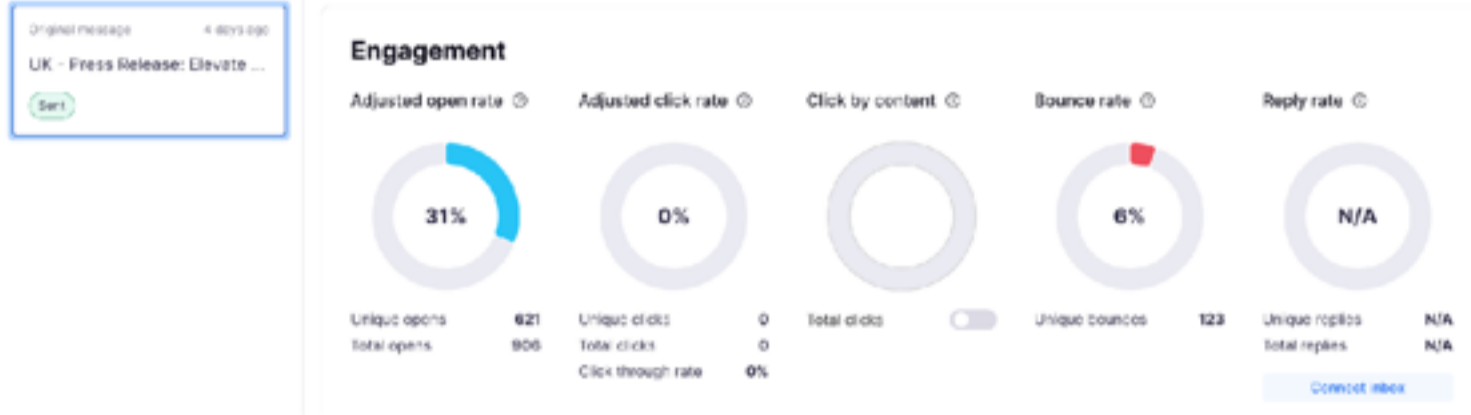 Original message 4 days ago
UK - Press Release: Elevate ...
Sent
Engagement
Adjusted open rate
Adjusted click rate
Click by content
Bounce rate
Reply rate
31%
0%
6%
N/A
Unique opens 621
Total opens 906
Unique clicks 0
Total clicks 0
Click through rate 0%
Total clicks
Unique bounces 123
Unique replies N/A
Total replies N/A
Connect inbox